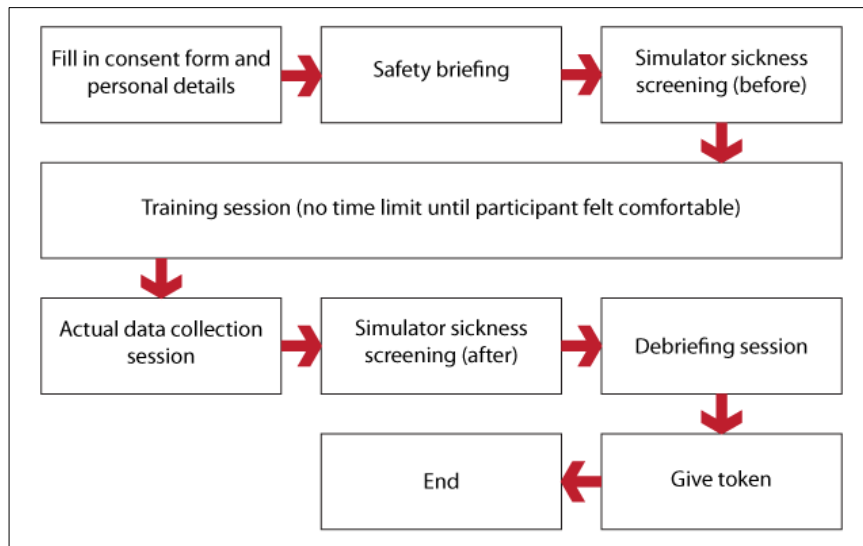 Fill in consent form and
personal details
Safety briefing
Simulator sickness
screening (before)
Training session (no time limit until participant felt comfortable)
Actual data collection
session
Simulator sickness
screening (after)
Debriefing session
Give token
End